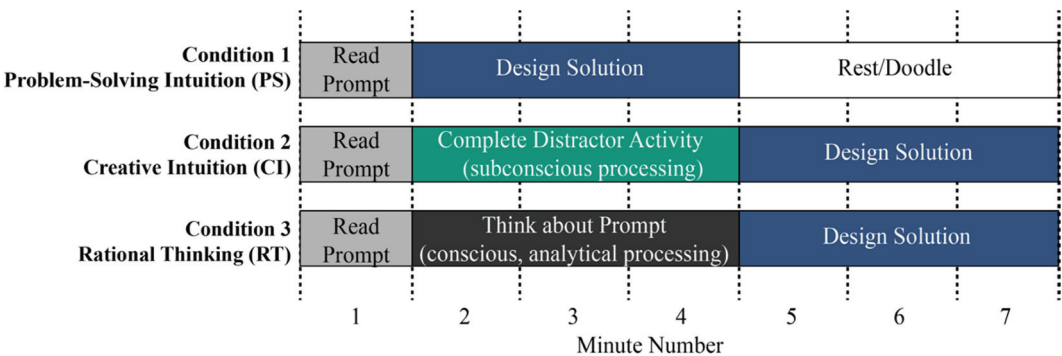 Condition 1
Problem-Solving Intuition (PS)
Read
Prompt
Design Solution
Rest/Doodle
Condition 2
Creative Intuition (CI)
Read
Prompt
Complete Distractor Activity
(subconscious processing)
Design Solution
Condition 3
Rational Thinking (RT)
Read
Prompt
Think about Prompt
(conscious, analytical processing)
Design Solution
1 2 3 4 5 6 7
Minute Number